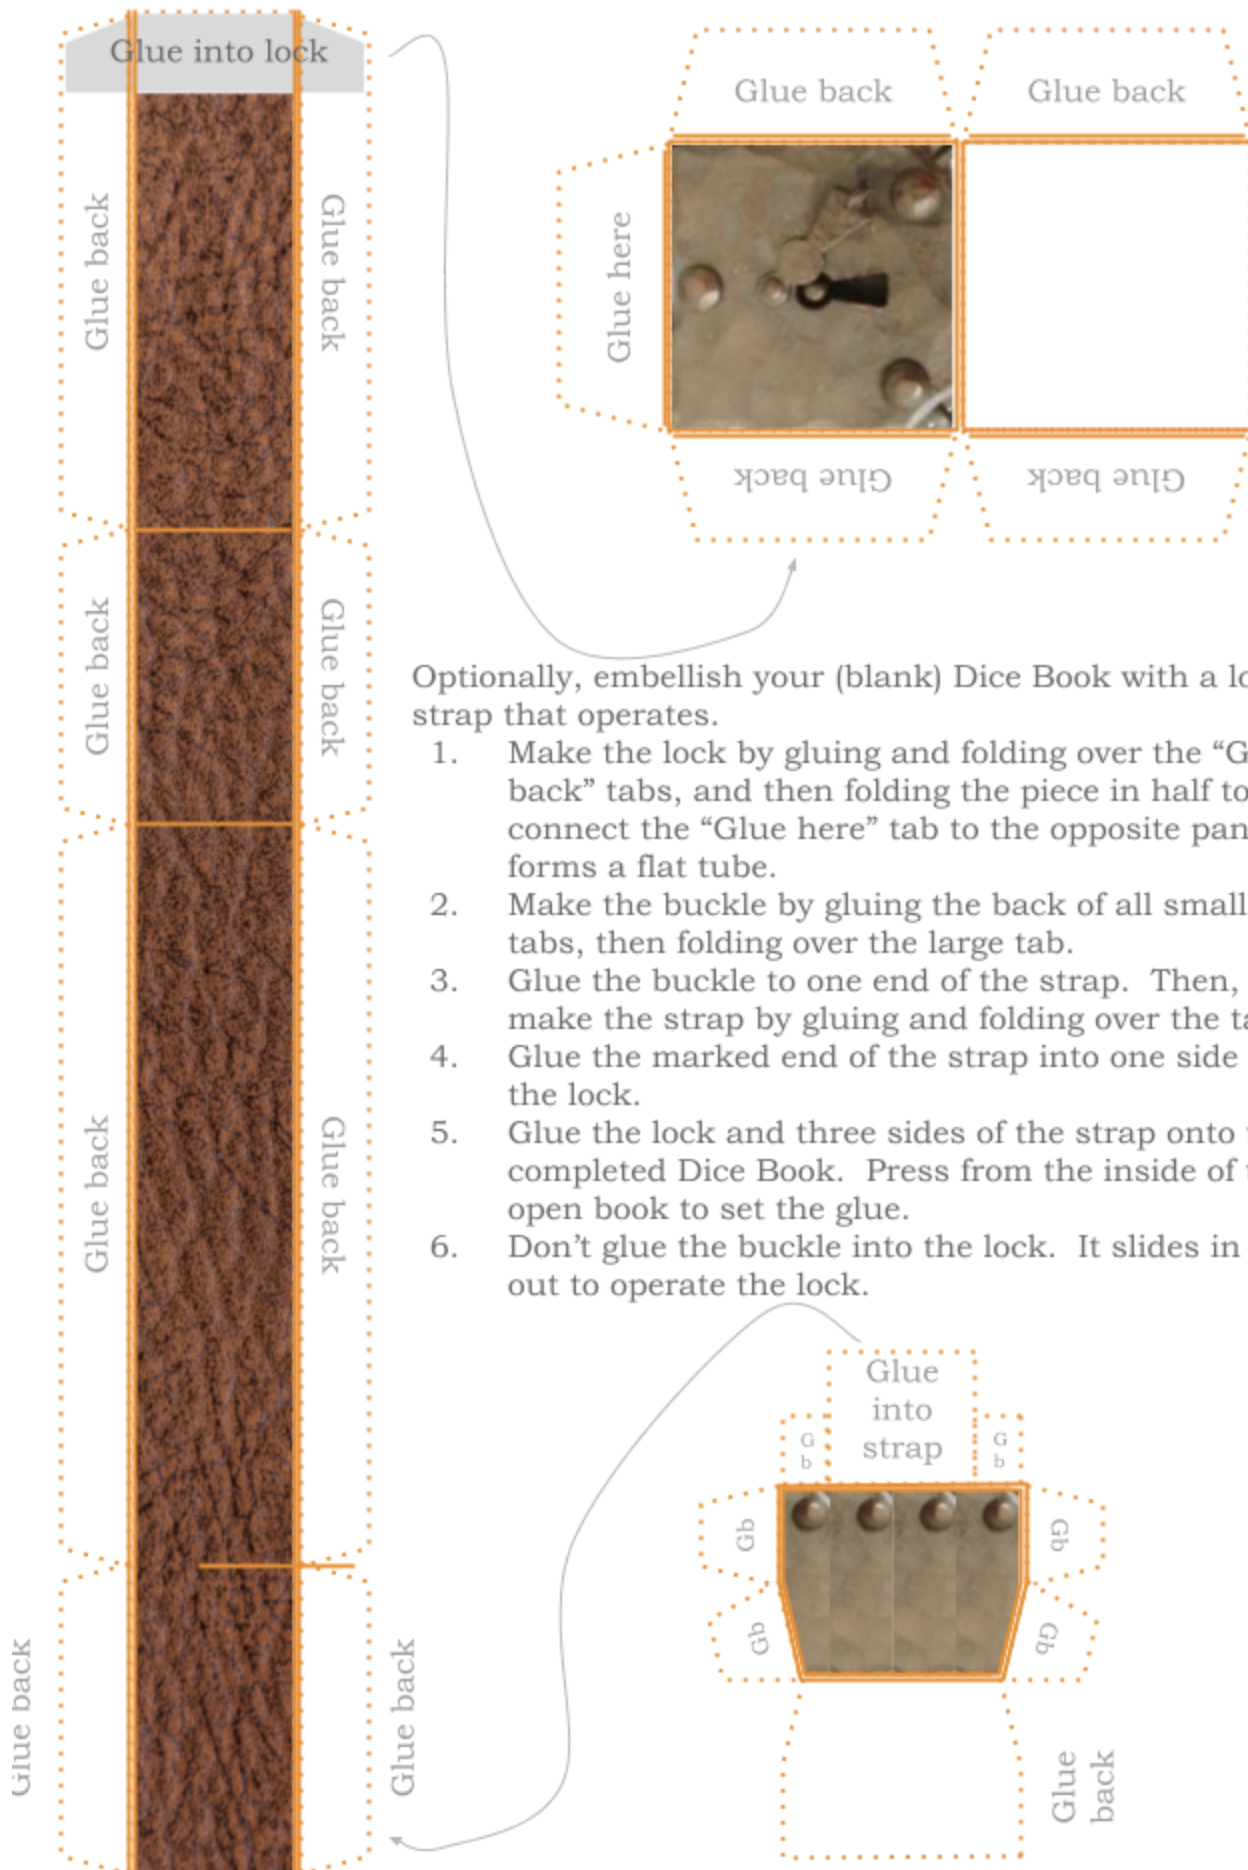 Glue into lock
Glue back
Glue back
Glue back
Glue back
Glue here
Glue back
Glue back
Glue back
Glue back
Optionally, embellish your (blank) Dice Book with a
strap that operates.
1. Make the lock by gluing and folding over the
back” tabs, and then folding the piece in half to
connect the “Glue here” tab to the opposite
forms a flat tube.
2. Make the buckle by gluing the back of all small
tabs, then folding over the large tab.
3. Glue the buckle to one end of the strap. Then,
make the strap by gluing and folding over the
4. Glue the marked end of the strap into one side
the lock.
5. Glue the lock and three sides of the strap onto
completed Dice Book. Press from the inside of
open book to set the glue.
6. Don’t glue the buckle into the lock. It slides in
out to operate the lock.
Glue back
Glue back
Glue
into
strap
G
b
G
b
Gb
Gb
Gb
Gb
Glue back
Glue back
Glue
back